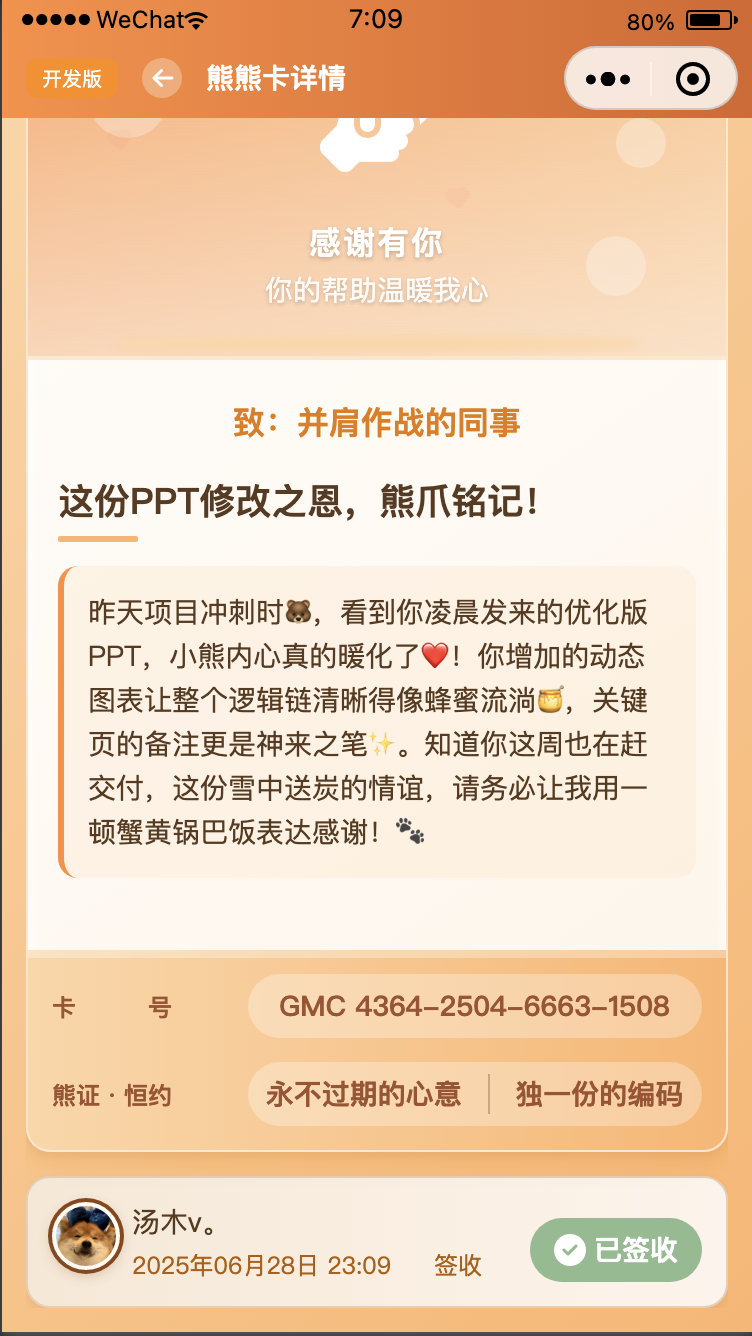 WeChat
7:09
80%
开发版
熊熊卡详情
感谢有你
你的帮助温暖我心
致：并肩作战的同事
这份PPT修改之恩，熊爪铭记！
昨天项目冲刺时🐻，看到你凌晨发来的优化版
PPT，小熊内心真的暖化了❤️！你增加的动态
图表让整个逻辑链清晰得像蜂蜜流淌🍯，关键
页的备注更是神来之笔✨。知道你这周也在赶
交付，这份雪中送炭的情谊，请务必让我用一
顿蟹黄锅巴饭表达感谢！🐾
卡 号
GMC 4364-2504-6663-1508
熊证 · 恒约
永不过期的心意
独一份的编码
汤木v。
2025年06月28日 23:09 签收
已签收